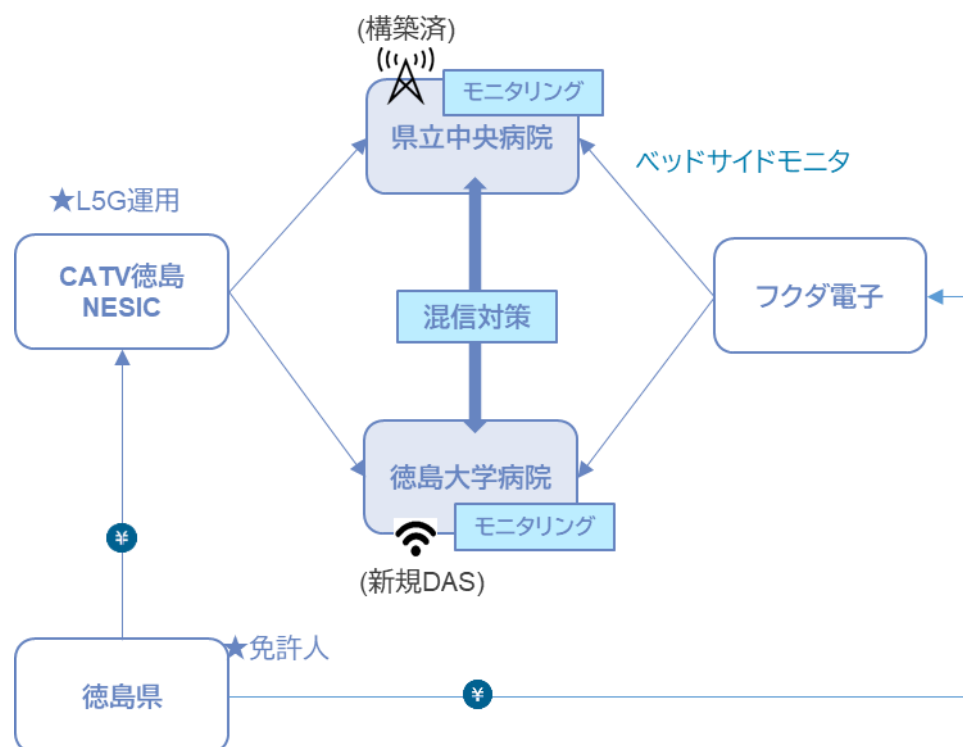 (構築済)
モニタリング
県立中央病院
ベッドサイドモニタ
★L5G運用
CATV徳島
NESIC
混信対策
フクダ電子
徳島大学病院
モニタリング
(新規DAS)
¥
★免許人
徳島県
¥